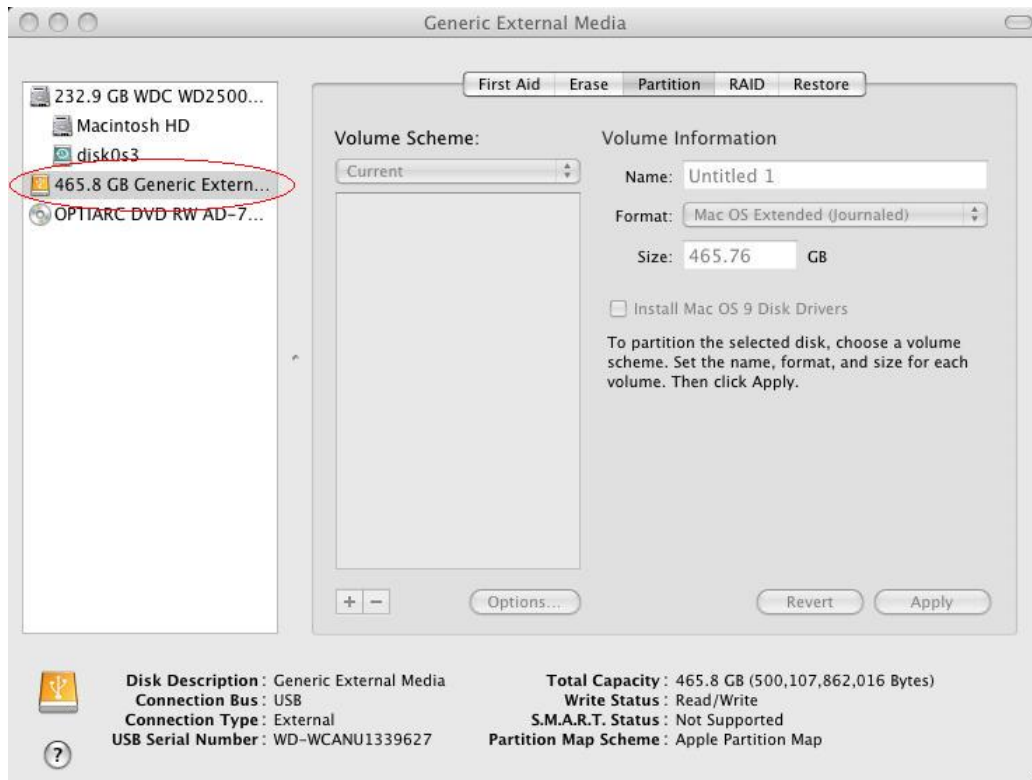 Generic External Media
232.9 GB WDC WD2500...
Macintosh HD
disk0s3
465.8 GB Generic Extern...
OPTIARC DVD RW AD-7...
First Aid Erase Partition RAID Restore
Volume Scheme:
Current
Volume Information
Name: Untitled 1
Format: Mac OS Extended (Journaled)
Size: 465.76 GB
Install Mac OS 9 Disk Drivers
To partition the selected disk, choose a volume
scheme. Set the name, format, and size for each
volume. Then click Apply.
+ − Options... Revert Apply
Disk Description : Generic External Media
Connection Bus : USB
Connection Type : External
USB Serial Number : WD-WCANU1339627
Total Capacity : 465.8 GB (500,107,862,016 Bytes)
Write Status : Read/Write
S.M.A.R.T. Status : Not Supported
Partition Map Scheme : Apple Partition Map
?